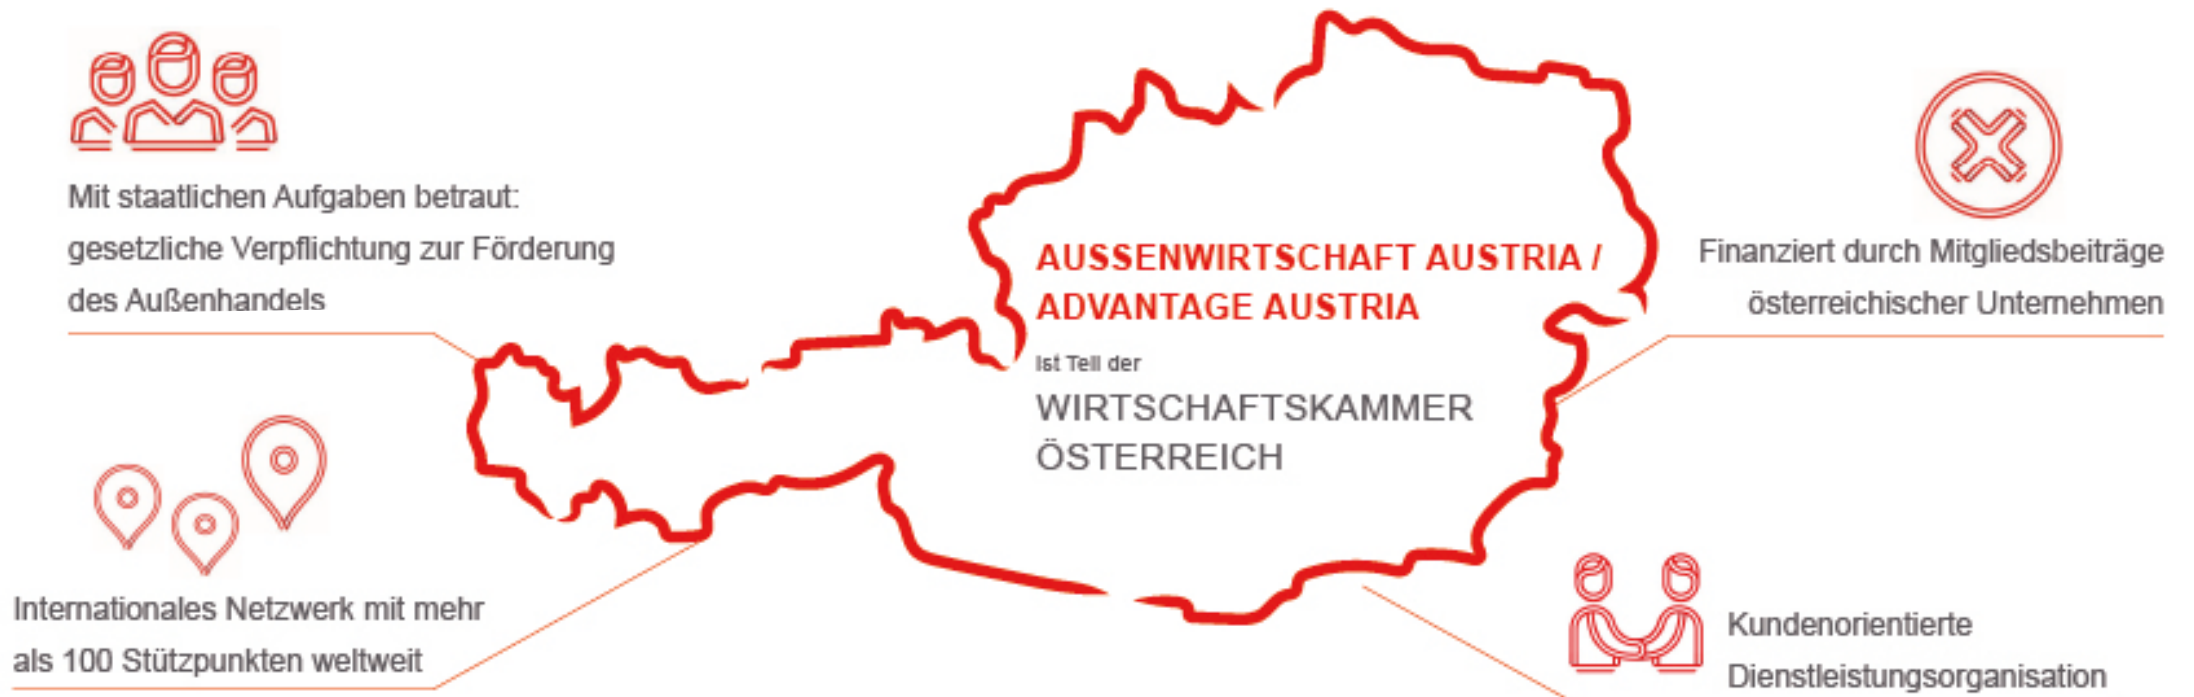 Mit staatlichen Aufgaben betraut:
gesetzliche Verpflichtung zur Förderung
des Außenhandels
Internationales Netzwerk mit mehr
als 100 Stützpunkten weltweit
AUSSENWIRTSCHAFT AUSTRIA /
ADVANTAGE AUSTRIA
Ist Teil der
WIRTSCHAFTSKAMMER
ÖSTERREICH
Finanziert durch Mitgliedsbeiträge
österreichischer Unternehmen
Kundenorientierte
Dienstleistungsorganisation